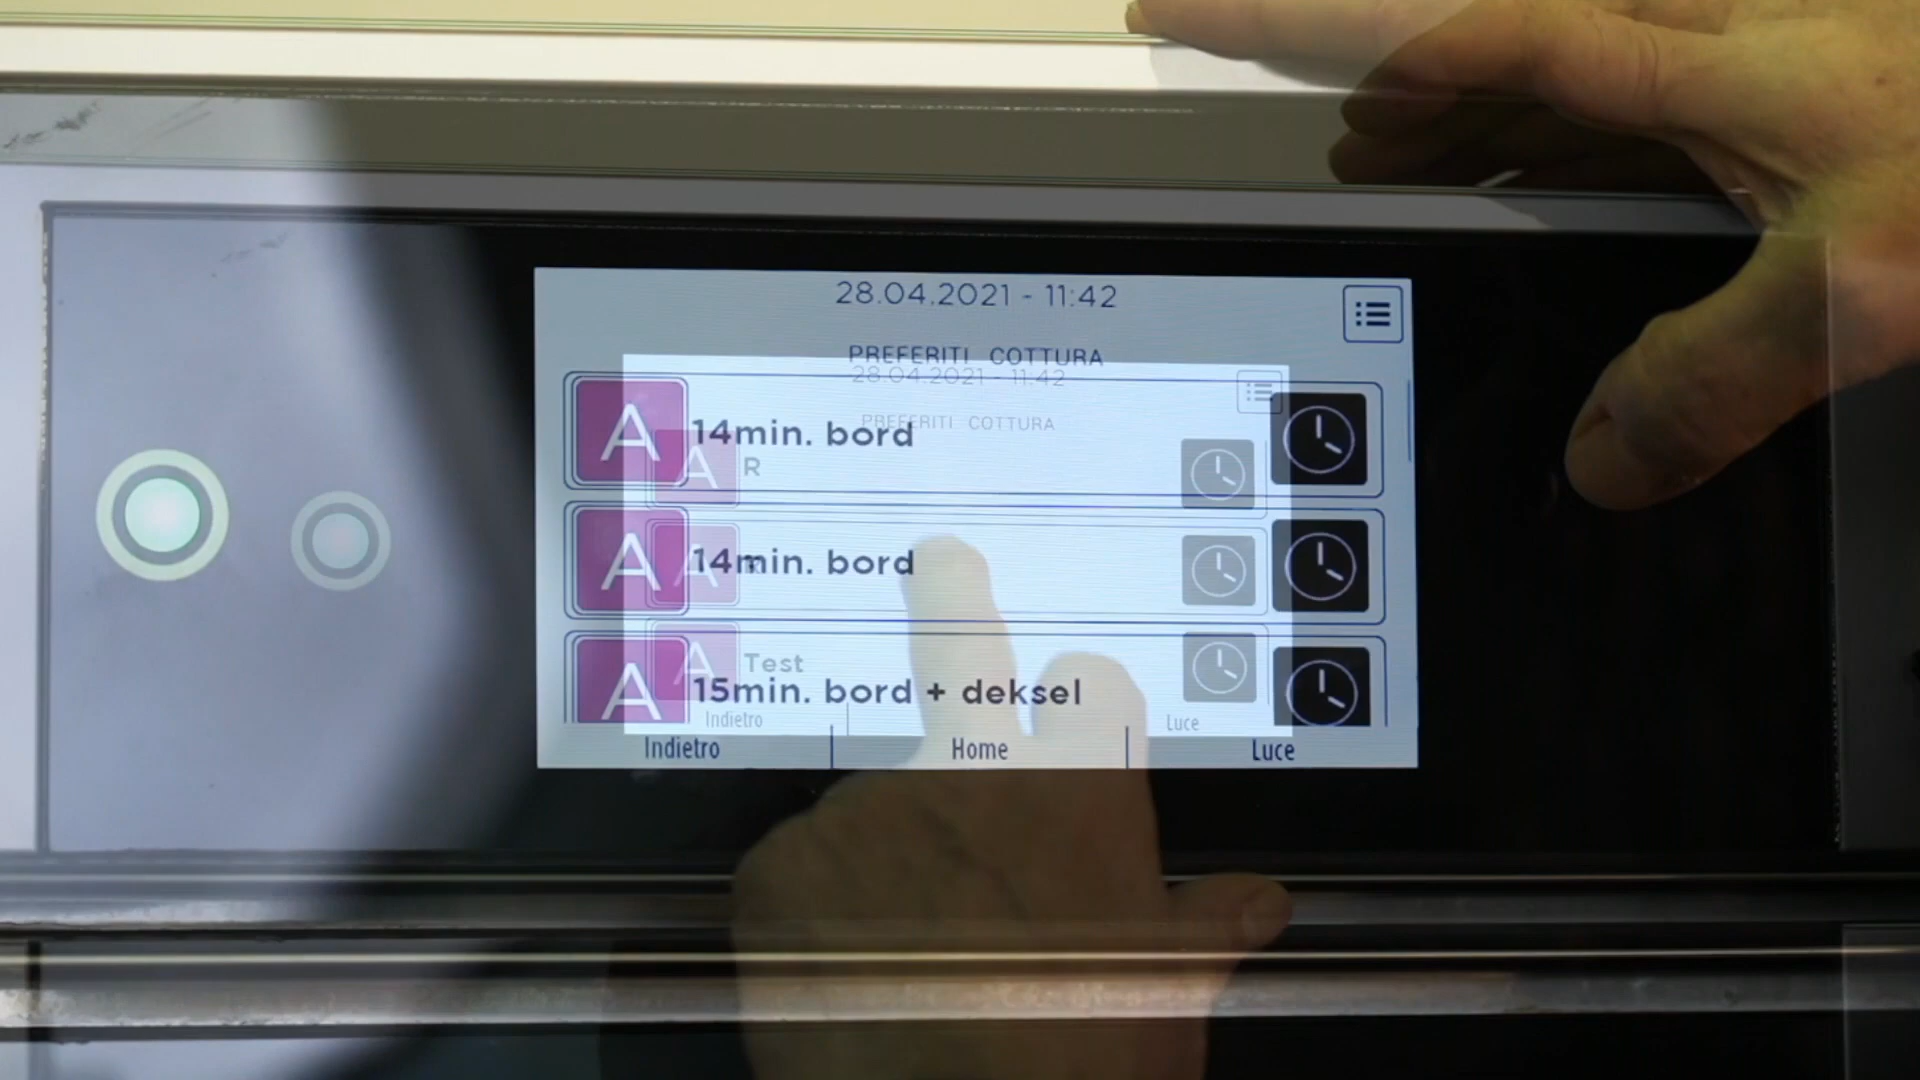 28.04.2021 - 11:42
PREFERITI COTTURA
28.04.2021 - 11:42
PREFERITI COTTURA
A 14min. bord
A R
A 14min. bord
A
A Test
A 15min. bord + deksel
Indietro Luce
Indietro Home Luce